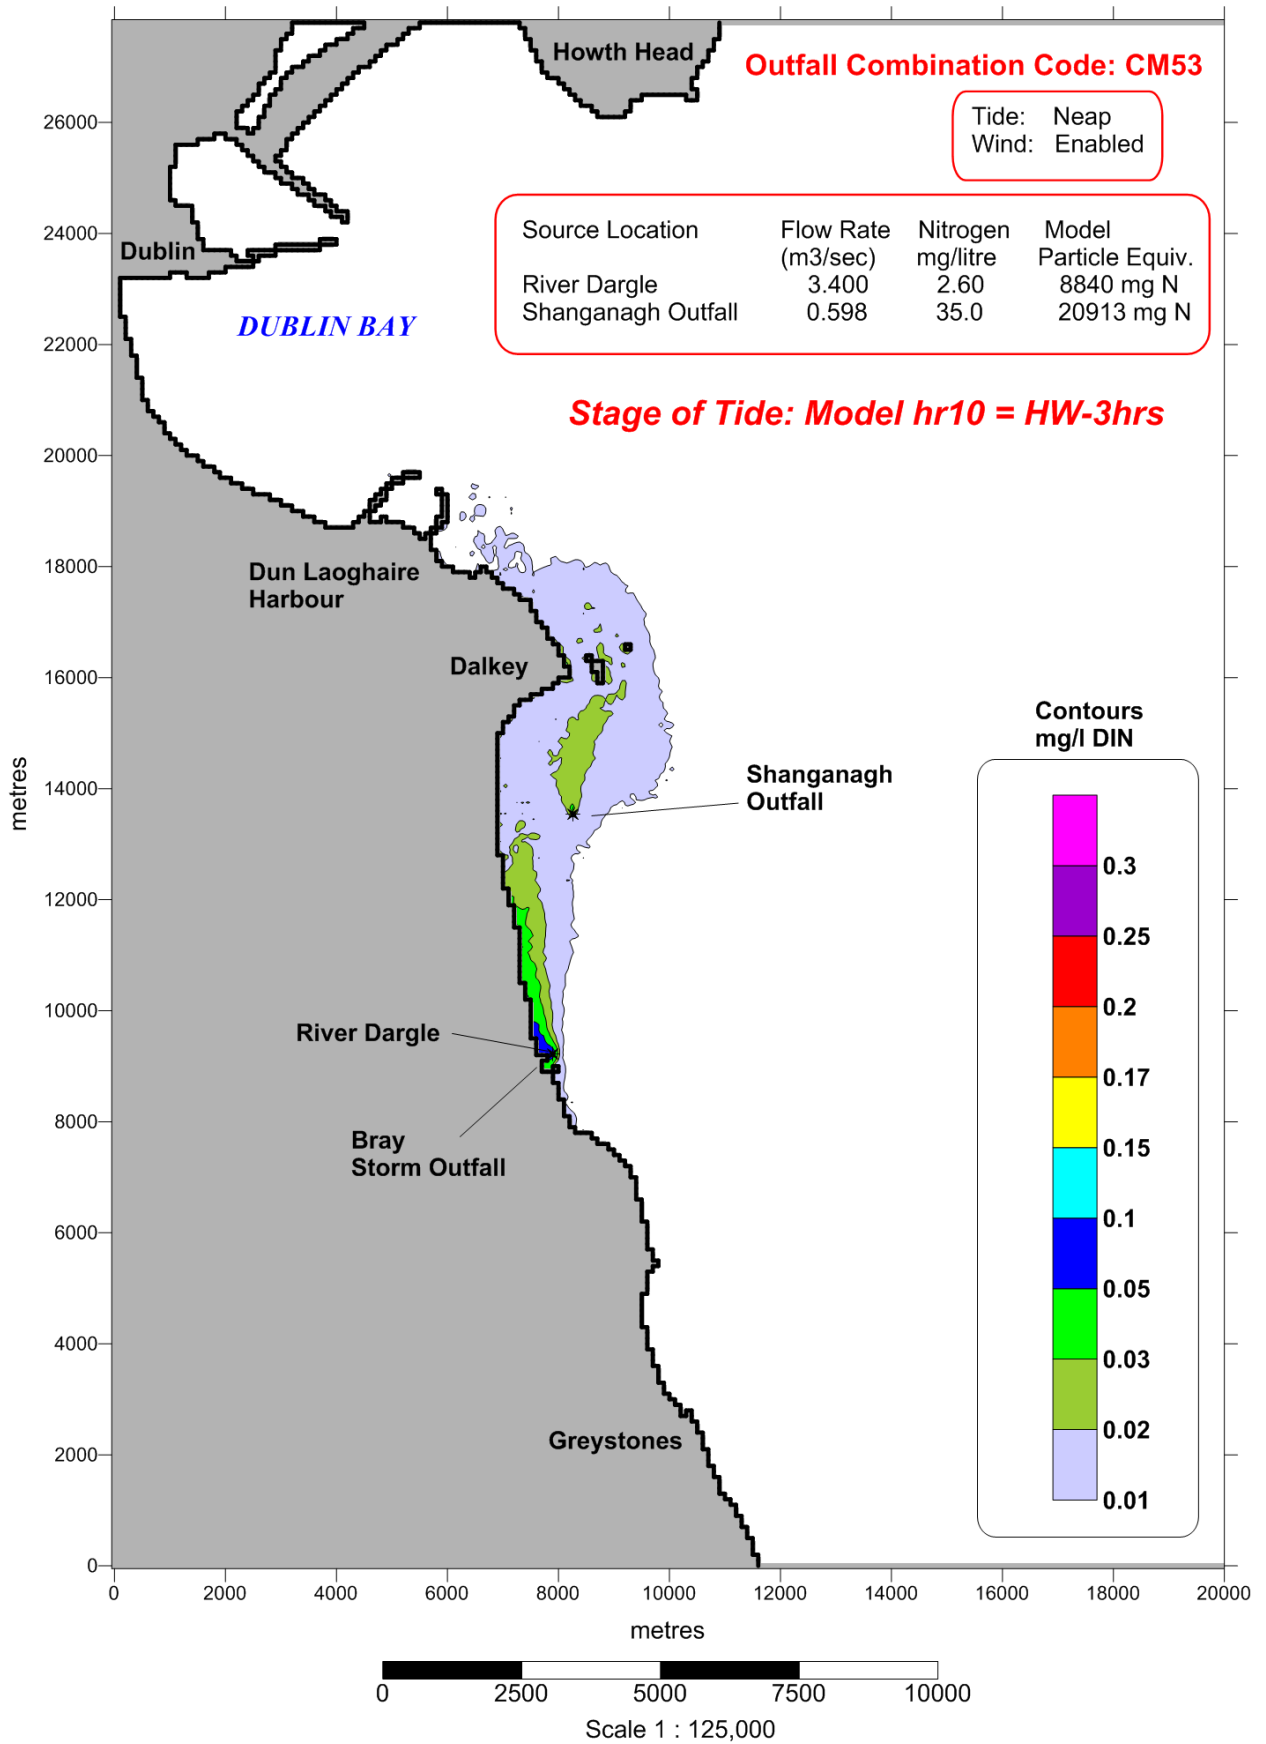 Howth Head
Outfall Combination Code: CM53
Tide: Neap
Wind: Enabled
Source Location Flow Rate Nitrogen Model
(m3/sec) mg/litre Particle Equiv.
River Dargle 3.400 2.60 8840 mg N
Shanganagh Outfall 0.598 35.0 20913 mg N
Dublin
DUBLIN BAY
Stage of Tide: Model hr10 = HW-3hrs
Dun Laoghaire
Harbour
Dalkey
Shanganagh
Outfall
River Dargle
Bray
Storm Outfall
Greystones
Contours
mg/l DIN
0.3
0.25
0.2
0.17
0.15
0.1
0.05
0.03
0.02
0.01
metres
26000
24000
22000
20000
18000
16000
14000
12000
10000
8000
6000
4000
2000
0
0 2000 4000 6000 8000 10000 12000 14000 16000 18000 20000
metres
0 2500 5000 7500 10000
Scale 1 : 125,000